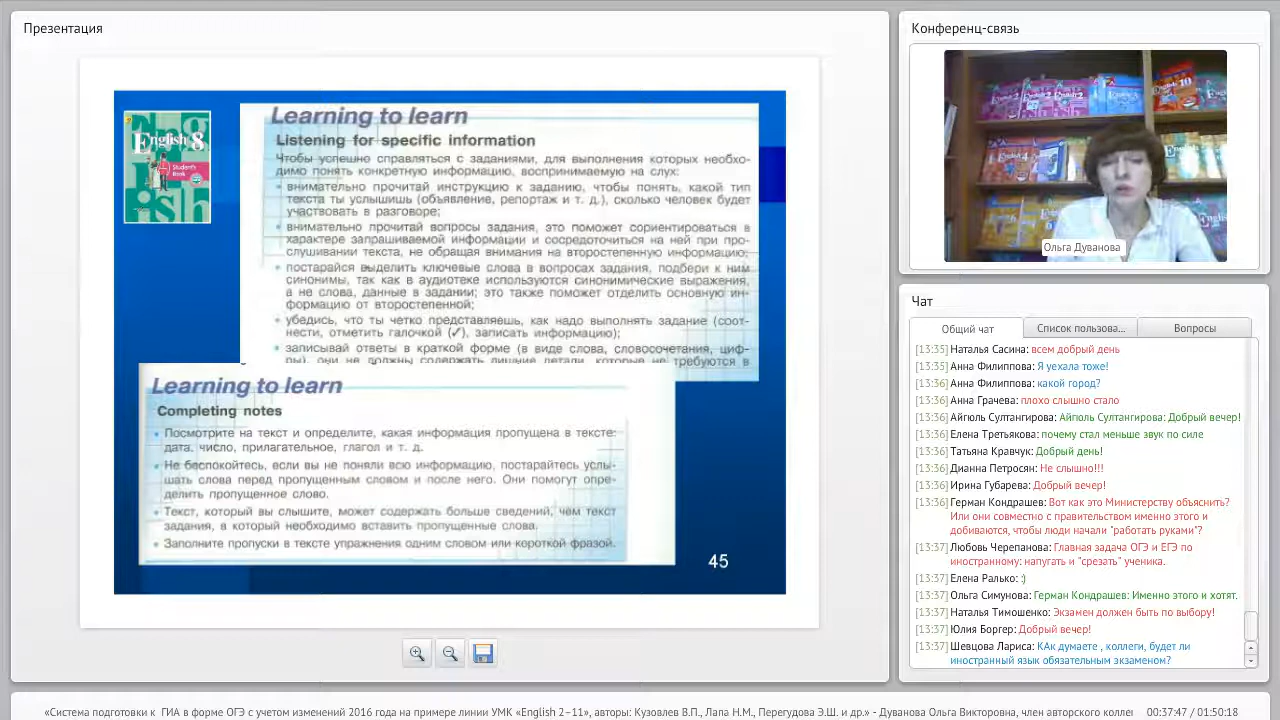 Презентация
English 8
Student's Book
Learning to learn
Listening for specific information
Чтобы успешно справляться с заданиями, для выполнения которых необхо-
димо понять конкретную информацию, воспринимаемую на слух:
• внимательно прочитай инструкцию к заданию, чтобы понять, какой тип
текста ты услышишь (объявление, репортаж и т. д.), сколько человек будет
участвовать в разговоре;
• внимательно прочитай вопросы задания, это поможет сориентироваться в
характере запрашиваемой информации и сосредоточиться на ней при про-
слушивании текста, не обращая внимания на второстепенную информацию;
• постарайся выделить ключевые слова в вопросах задания, подбери к ним
синонимы, так как в аудиотеке используются синонимические выражения,
а не слова, данные в задании; это также поможет отделить основную ин-
формацию от второстепенной;
• убедись, что ты четко представляешь, как надо выполнять задание (соот-
нести, отметить галочкой (✓), записать информацию);
• записывай ответы в краткой форме (в виде слова, словосочетания, циф-
ры), они не должны содержать лишние детали, которые не требуются в
Learning to learn
Completing notes
• Посмотрите на текст и определите, какая информация пропущена в тексте:
дата, число, прилагательное, глагол и т. д.
• Не беспокойтесь, если вы не поняли всю информацию, постарайтесь услы-
шать слова перед пропущенным словом и после него. Они помогут опре-
делить пропущенное слово.
• Текст, который вы слышите, может содержать больше сведений, чем текст
задания, в который необходимо вставить пропущенные слова.
• Заполните пропуски в тексте упражнения одним словом или короткой фразой.
45
Конференц-связь
Ольга Дуванова
Чат
Общий чат
Список пользова...
Вопросы
[13:35] Наталья Сасина: всем добрый день
[13:35] Анна Филиппова: Я уехала тоже!
[13:36] Анна Филиппова: какой город?
[13:36] Анна Грачева: плохо слышно стало
[13:36] Айгюль Султангирова: Айполь Султангирова: Добрый вечер!
[13:36] Елена Третьякова: почему стал меньше звук по силе
[13:36] Татьяна Кравчук: Добрый день!
[13:36] Дианна Петросян: Не слышно!!!
[13:36] Ирина Губарева: Добрый вечер!
[13:36] Герман Кондрашев: Вот как это Министерству объяснить?
Или они совместно с правительством именно этого и
добиваются, чтобы люди начали "работать руками"?
[13:37] Любовь Черепанова: Главная задача ОГЭ и ЕГЭ по
иностранному: напугать и "срезать" ученика.
[13:37] Елена Ралько: :)
[13:37] Ольга Симунова: Герман Кондрашев: Именно этого и хотят.
[13:37] Наталья Тимошенко: Экзамен должен быть по выбору!
[13:37] Юлия Боргер: Добрый вечер!
[13:37] Шевцова Лариса: КАк думаете , коллеги, будет ли
иностранный язык обязательным экзаменом?
«Система подготовки к ГИА в форме ОГЭ с учетом изменений 2016 года на примере линии УМК «English 2–11», авторы: Кузовлев В.П., Лапа Н.М., Перегудова Э.Ш. и др.» - Дуванова Ольга Викторовна, член авторского коллек
00:37:47 / 01:50:18